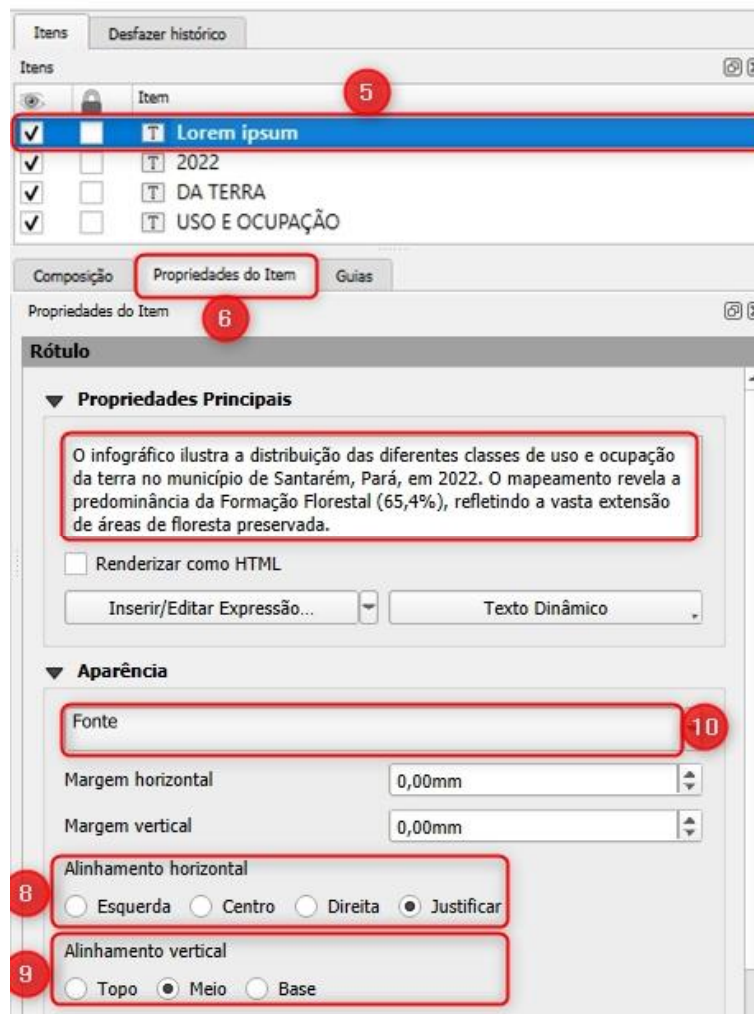 Itens Desfazer histórico
Itens
Item
5
Lorem ipsum
T 2022
T DA TERRA
T USO E OCUPAÇÃO
Composição Propriedades do Item Guias
Propriedades do Item
6
Rótulo
Propriedades Principais
O infográfico ilustra a distribuição das diferentes classes de uso e ocupação
da terra no município de Santarém, Pará, em 2022. O mapeamento revela a
predominância da Formação Florestal (65,4%), refletindo a vasta extensão
de áreas de floresta preservada.
Renderizar como HTML
Inserir/Editar Expressão... Texto Dinâmico
Aparência
Fonte
10
Margem horizontal 0,00mm
Margem vertical 0,00mm
Alinhamento horizontal
8
Esquerda Centro Direita Justificar
Alinhamento vertical
9
Topo Meio Base